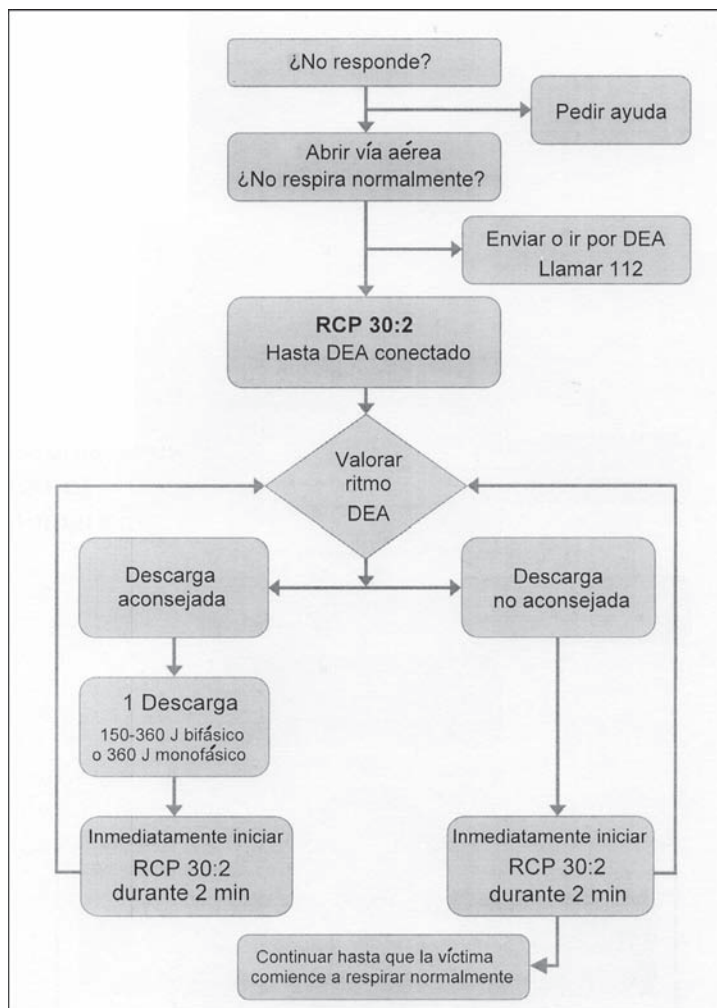 ¿No responde?
Pedir ayuda
Abrir vía aérea
¿No respira normalmente?
Enviar o ir por DEA
Llamar 112
RCP 30:2
Hasta DEA conectado
Valorar
ritmo
DEA
Descarga
aconsejada
Descarga
no aconsejada
1 Descarga
150-360 J bifásico
o 360 J monofásico
Inmediatamente iniciar
RCP 30:2
durante 2 min
Inmediatamente iniciar
RCP 30:2
durante 2 min
Continuar hasta que la víctima
comience a respirar normalmente